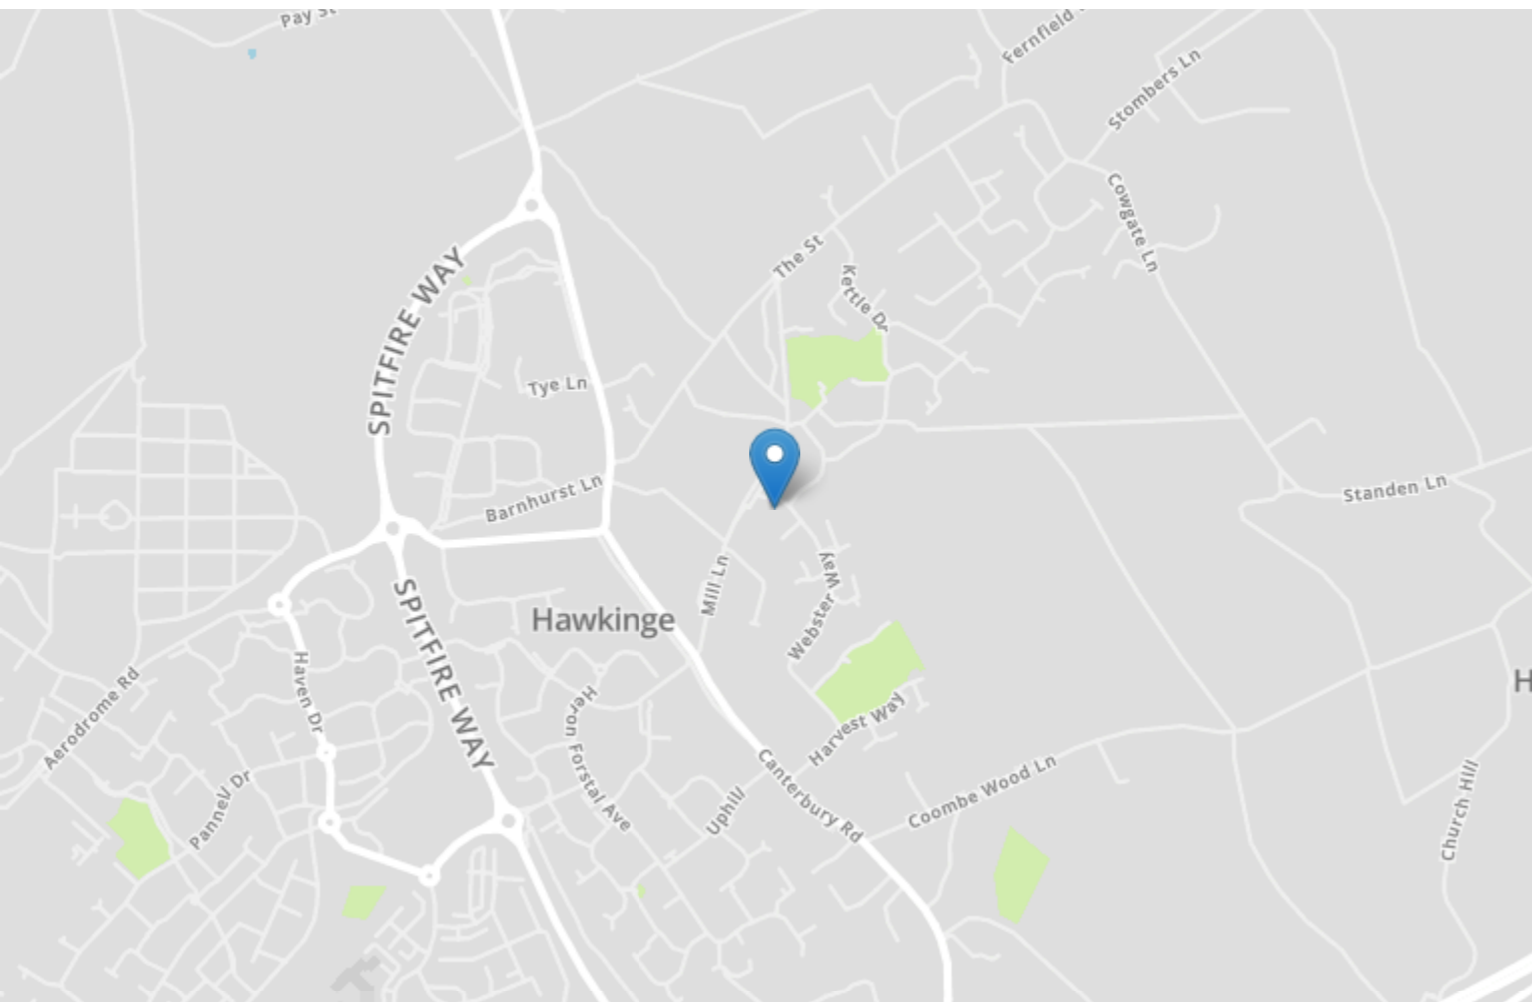 Pay St
Fernfield
Stombers Ln
Cowgate Ln
The St
Kettle Dr
SPITFIRE WAY
Tye Ln
Barnhurst Ln
Standen Ln
Mill Ln
Webster Way
Hawkinge
SPITFIRE WAY
Haven Dr
Aerodrome Rd
Heron Forstal Ave
Harvest Way
H
Pannell Dr
Uphill
Canterbury Rd
Coombe Wood Ln
Church Hill